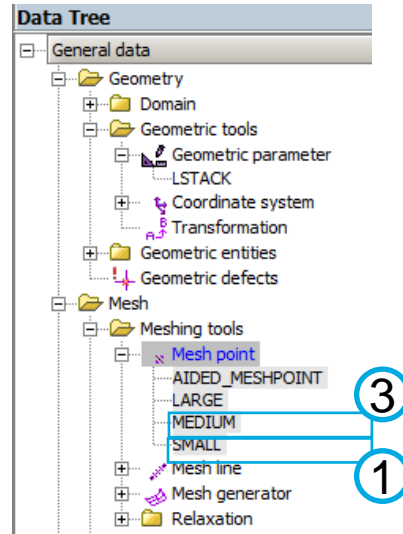 Data Tree
General data
Geometry
Domain
Geometric tools
Geometric parameter
LSTACK
Coordinate system
Transformation
Geometric entities
Geometric defects
Mesh
Meshing tools
Mesh point
AIDED_MESHPOINT
LARGE
3
MEDIUM
SMALL
1
Mesh line
Mesh generator
Relaxation